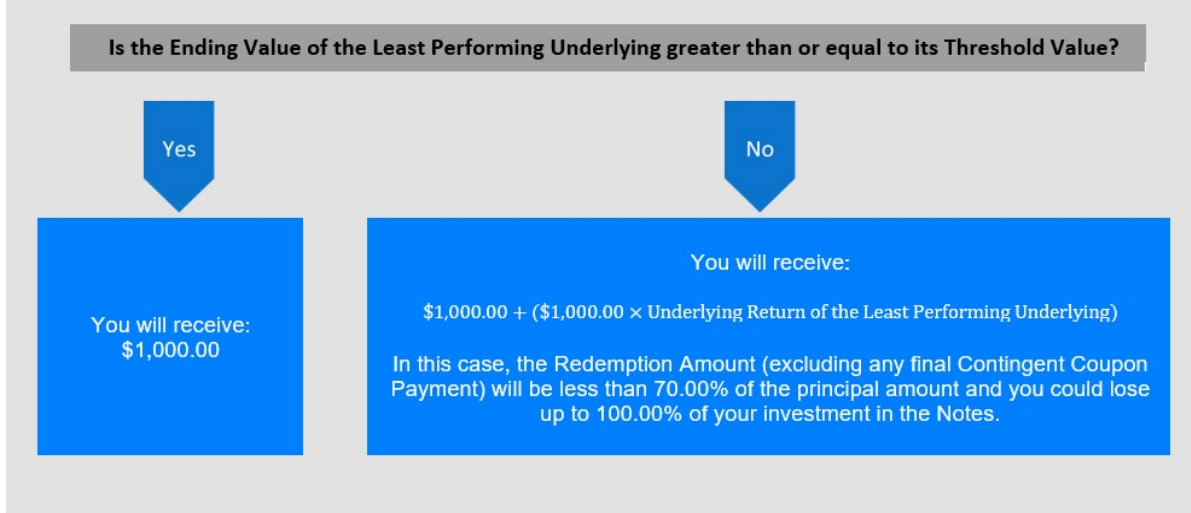 Is the Ending Value of the Least Performing Underlying greater than or equal to its Threshold Value?
Yes
No
You will receive:
$1,000.00
You will receive:
$1,000.00 + ($1,000.00 × Underlying Return of the Least Performing Underlying)
In this case, the Redemption Amount (excluding any final Contingent Coupon
Payment) will be less than 70.00% of the principal amount and you could lose
up to 100.00% of your investment in the Notes.